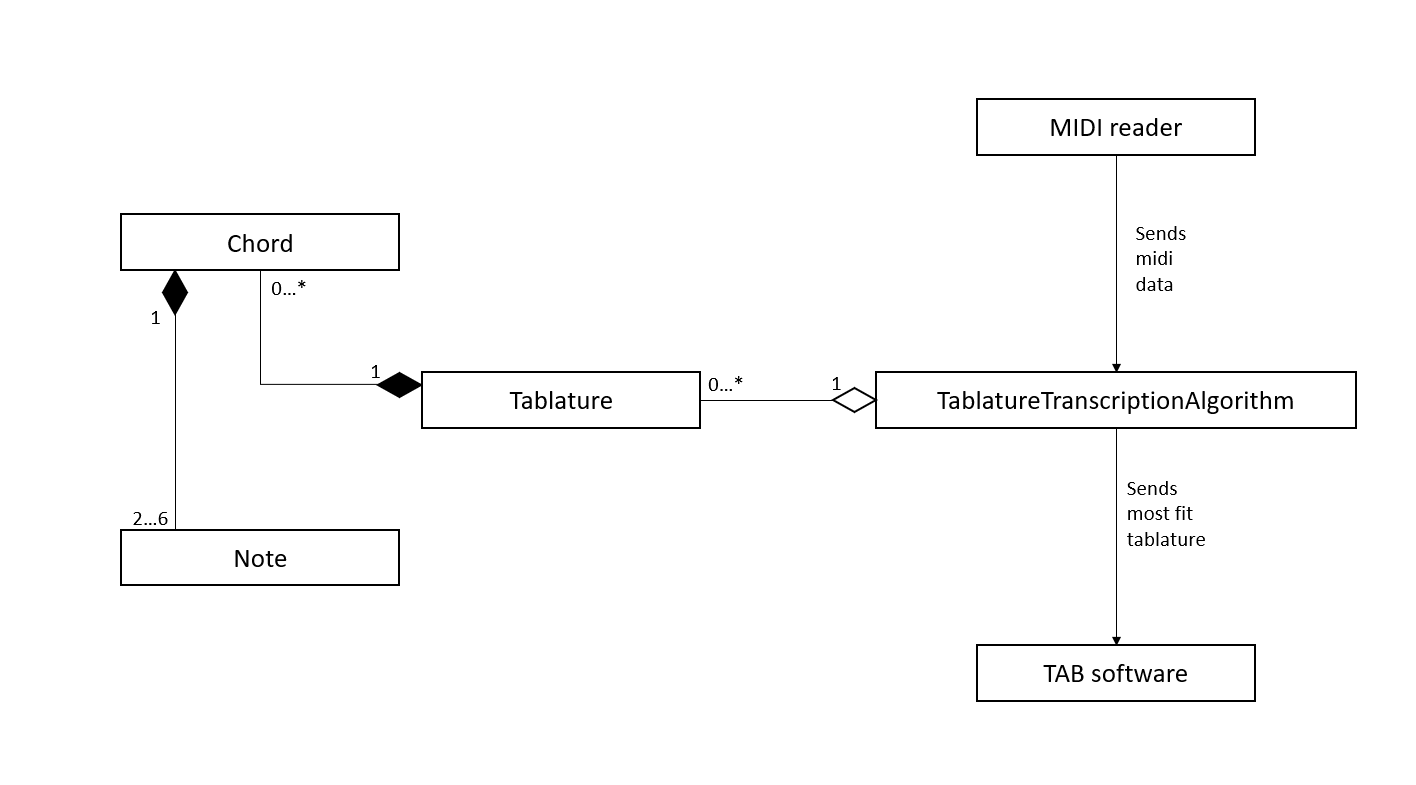 MIDI reader
Sends
midi
data
Chord
0...*
1
1
Tablature
0...*
1
TablatureTranscriptionAlgorithm
2...6
Note
Sends
most fit
tablature
TAB software